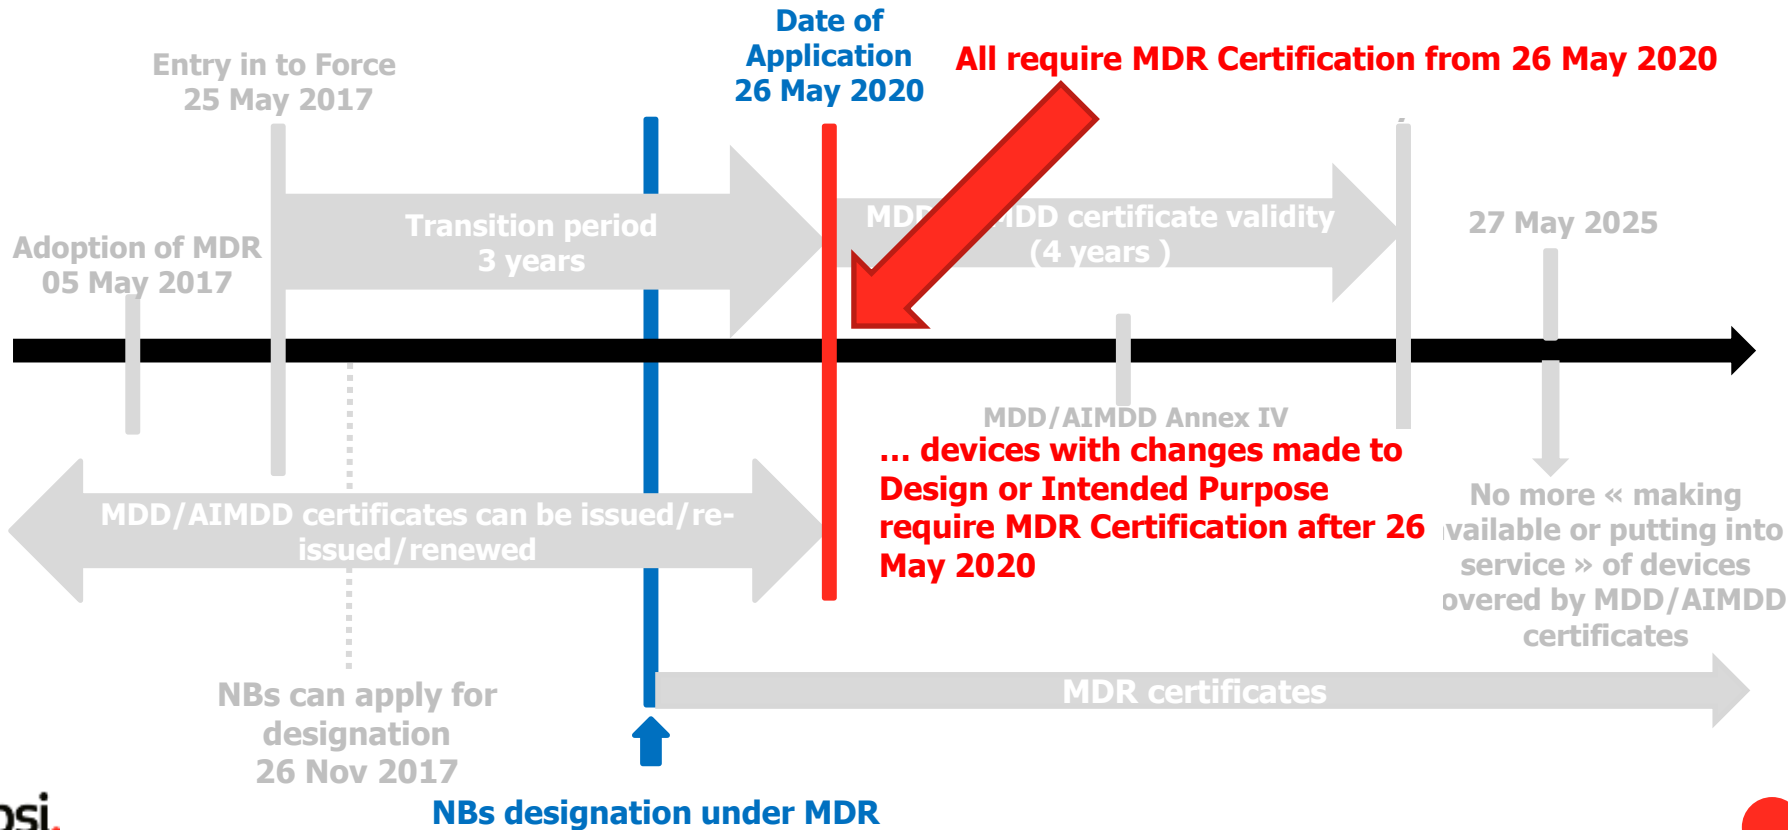 Date of
Application
26 May 2020
All require MDR Certification from 26 May 2020
Entry in to Force
25 May 2017
Transition period
3 years
MDD certificate validity
(4 years )
27 May 2025
Adoption of MDR
05 May 2017
MDD/AIMDD Annex IV
... devices with changes made to
Design or Intended Purpose
require MDR Certification after 26
May 2020
MDD/AIMDD certificates can be issued/re-
issued/renewed
No more « making
vailable or putting into
service » of devices
overed by MDD/AIMDD
certificates
MDR certificates
NBs can apply for
designation
26 Nov 2017
NBs designation under MDR